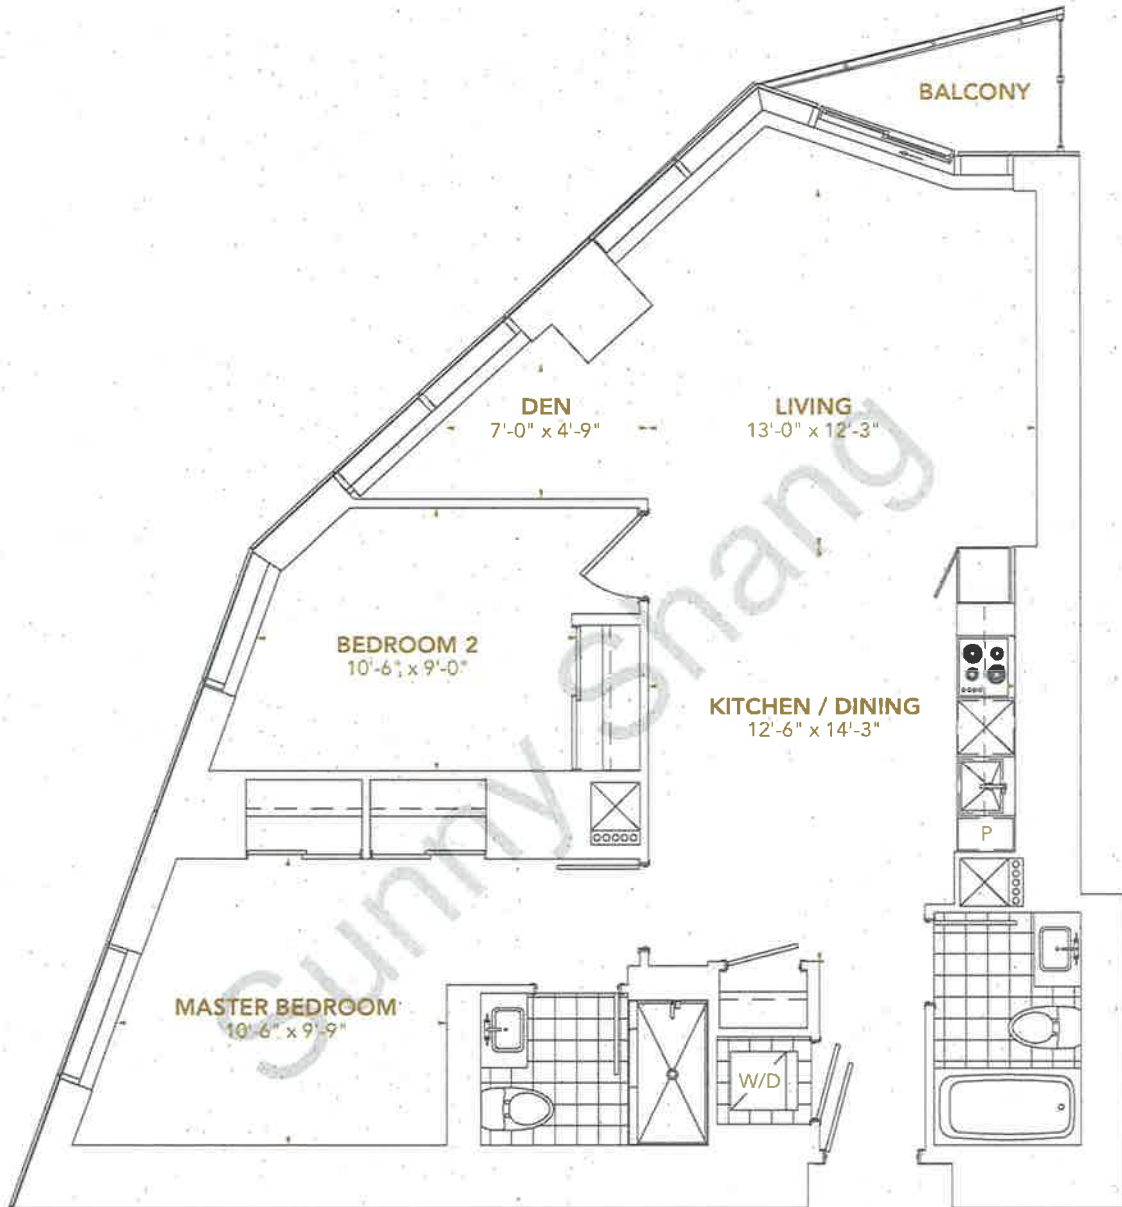 BALCONY
DEN
7'-0" x 4'-9"
LIVING
13'-0" x 12'-3"
BEDROOM 2
10'-6" x 9'-0"
KITCHEN / DINING
12'-6" x 14'-3"
P
MASTER BEDROOM
10'-6" x 9'-9"
W/D
Sunny Shang